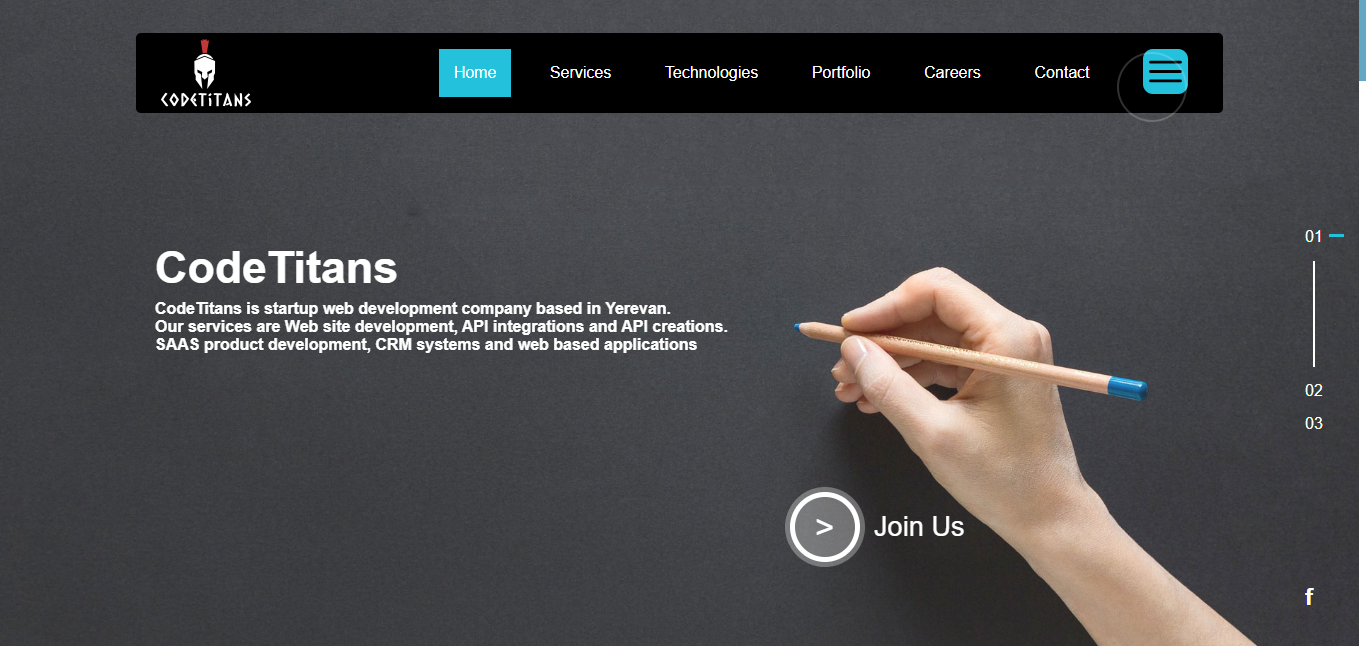 CODETITANS
Home Services Technologies Portfolio Careers Contact
01
CodeTitans
CodeTitans is startup web development company based in Yerevan.
Our services are Web site development, API integrations and API creations.
SAAS product development, CRM systems and web based applications
02
03
> Join Us
f